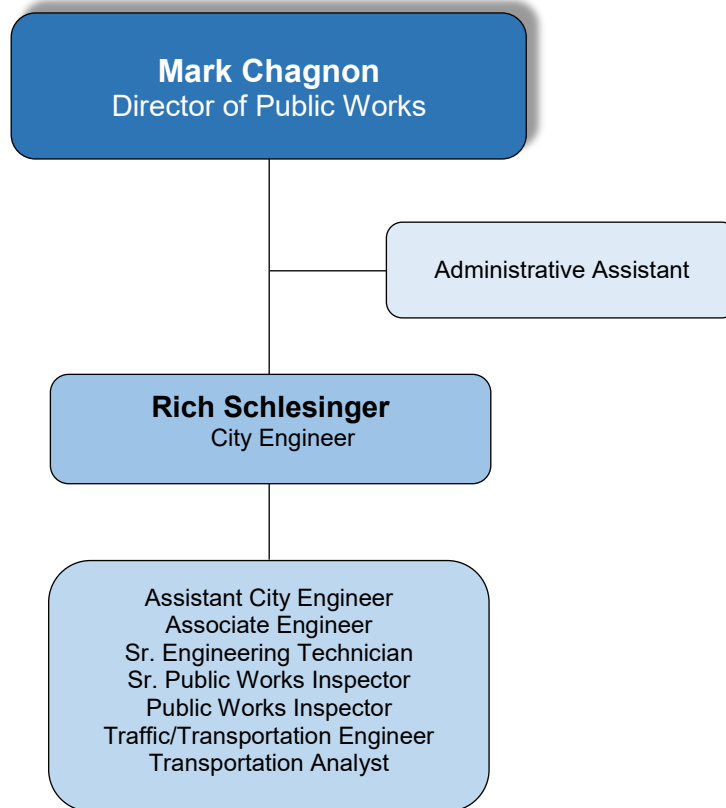 Mark Chagnon
Director of Public Works
Administrative Assistant
Rich Schlesinger
City Engineer
Assistant City Engineer
Associate Engineer
Sr. Engineering Technician
Sr. Public Works Inspector
Public Works Inspector
Traffic/Transportation Engineer
Transportation Analyst